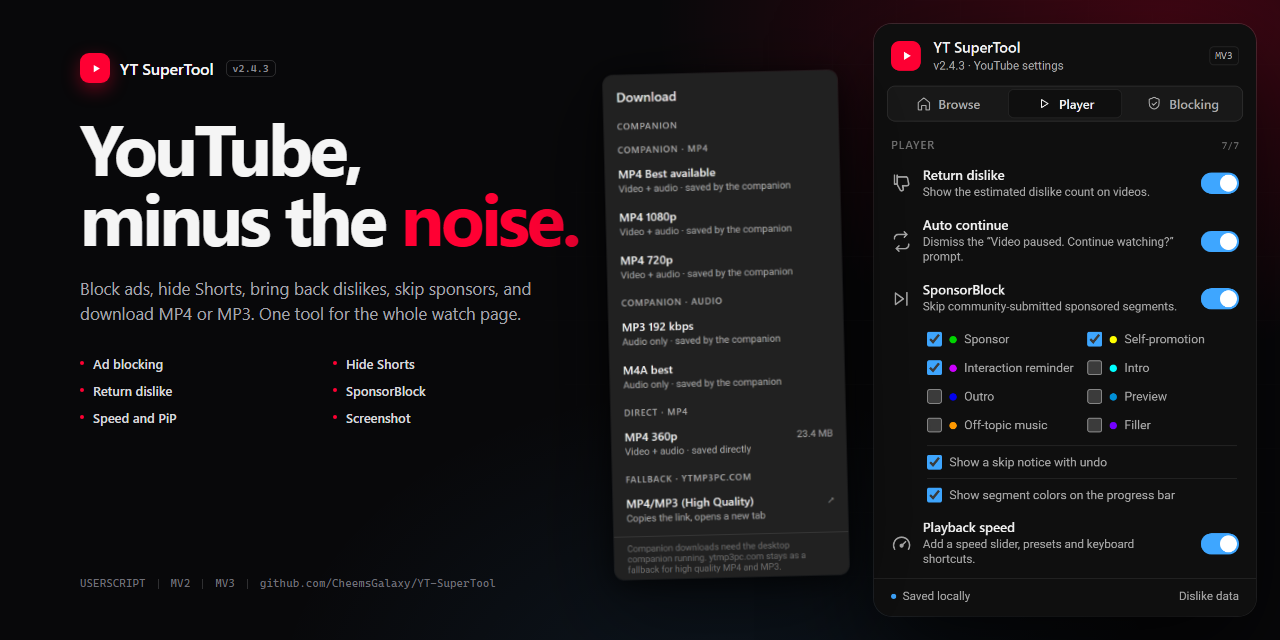 YT SuperTool v2.4.3
YouTube,
minus the noise.
Block ads, hide Shorts, bring back dislikes, skip sponsors, and
download MP4 or MP3. One tool for the whole watch page.
Ad blocking
Hide Shorts
Return dislike
SponsorBlock
Speed and PiP
Screenshot
USERSCRIPT | MV2 | MV3 | github.com/CheemsGalaxy/YT-SuperTool
Download
COMPANION
COMPANION · MP4
MP4 Best available
Video + audio · saved by the companion
MP4 1080p
Video + audio · saved by the companion
MP4 720p
Video + audio · saved by the companion
COMPANION · AUDIO
MP3 192 kbps
Audio only · saved by the companion
M4A best
Audio only · saved by the companion
DIRECT · MP4
MP4 360p 23.4 MB
Video + audio · saved directly
FALLBACK · YTMP3PC.COM
MP4/MP3 (High Quality)
Copies the link, opens a new tab
Companion downloads need the desktop
companion running. ytmp3pc.com stays as a
fallback for high quality MP4 and MP3.
YT SuperTool
v2.4.3 · YouTube settings
MV3
Browse Player Blocking
PLAYER 7/7
Return dislike
Show the estimated dislike count on videos.
Auto continue
Dismiss the “Video paused. Continue watching?”
prompt.
SponsorBlock
Skip community-submitted sponsored segments.
Sponsor Self-promotion
Interaction reminder Intro
Outro Preview
Off-topic music Filler
Show a skip notice with undo
Show segment colors on the progress bar
Playback speed
Add a speed slider, presets and keyboard
shortcuts.
Saved locally Dislike data